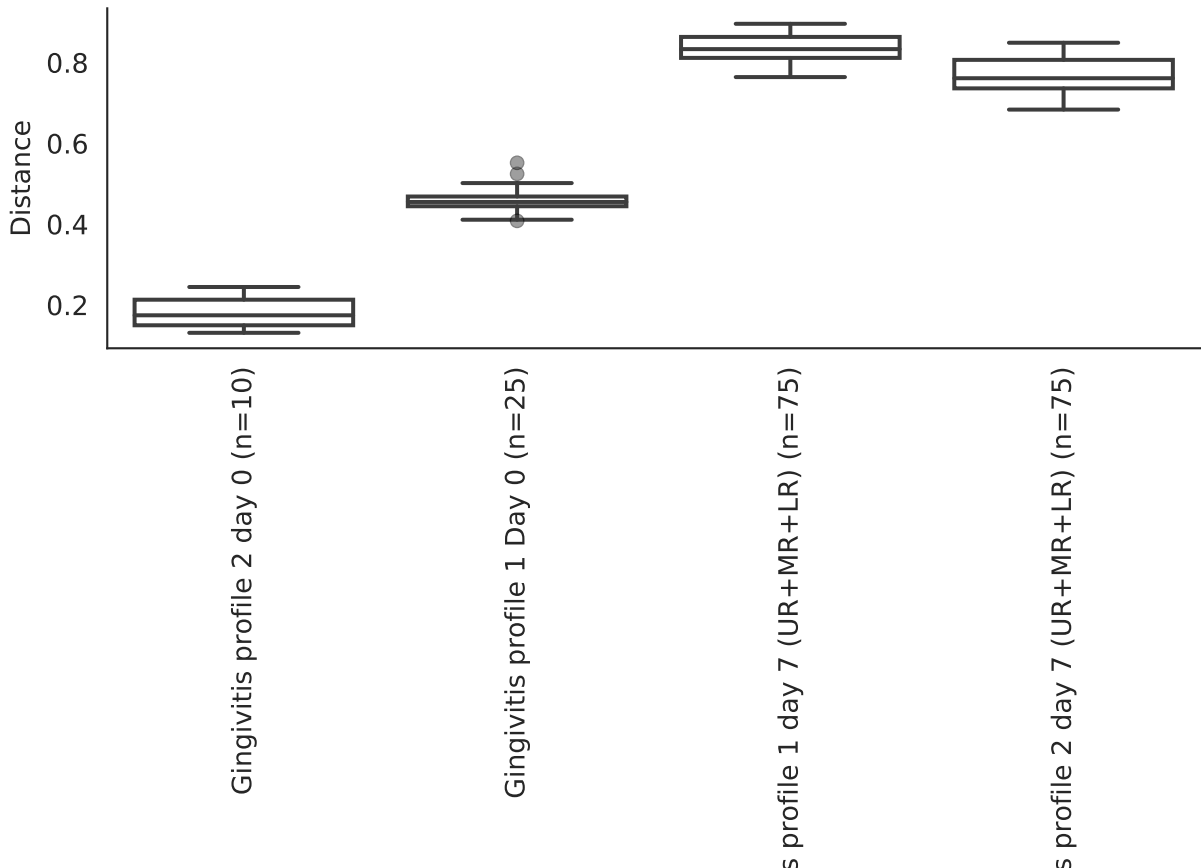 Distance
0.8
0.6
0.4
0.2
Gingivitis profile 2 day 0 (n=10)
Gingivitis profile 1 Day 0 (n=25)
s profile 1 day 7 (UR+MR+LR) (n=75)
s profile 2 day 7 (UR+MR+LR) (n=75)